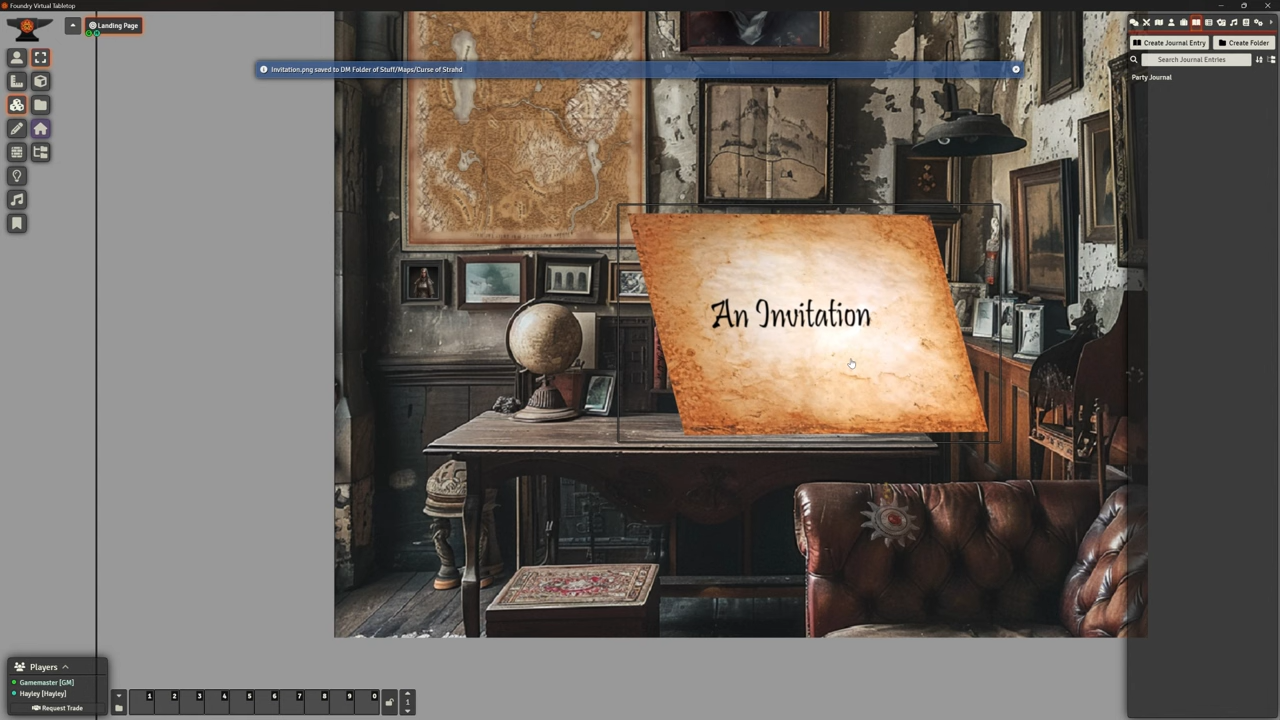 Foundry Virtual Tabletop
Landing Page
G H
Invitation.png saved to DM Folder of Stuff/Maps/Curse of Strahd
Create Journal Entry
Create Folder
Search Journal Entries
Party Journal
An Invitation
Players
Gamemaster [GM]
Hayley [Hayley]
Request Trade
1 2 3 4 5 6 7 8 9 0
1